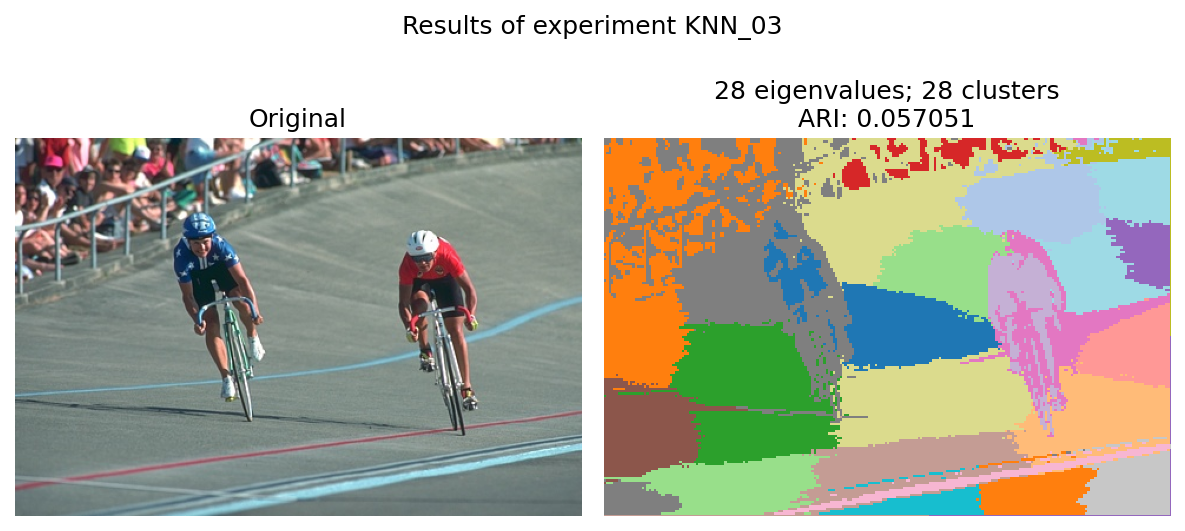 Results of experiment KNN_03
Original
28 eigenvalues; 28 clusters
ARI: 0.057051